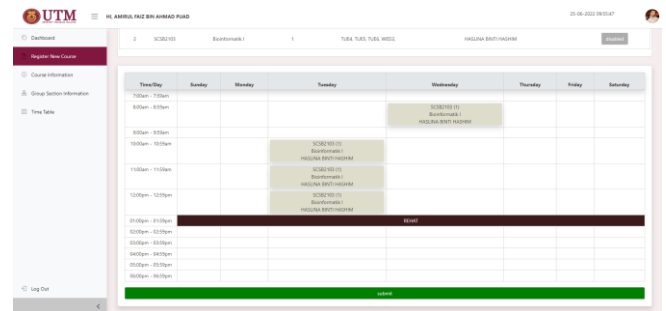 UTM
HI, AMIRUL FAIZ BIN AHMAD PUAD
25-06-2022 08:55:47
Dashboard
Register New Course
Course Information
Group Section Information
Time Table
Log Out
2 SCSB2103 Bioinformatik I 1 HASLINA BINTI HASHIM disabled
Time/Day Sunday Monday Tuesday Wednesday Thursday Friday Saturday
7:00am - 7:59am
8:00am - 8:59am
SCSB2103 (1)
Bioinformatik I
HASLINA BINTI HASHIM
9:00am - 9:59am
10:00am - 10:59am
SCSB2103 (1)
Bioinformatik I
HASLINA BINTI HASHIM
11:00am - 11:59am
SCSB2103 (1)
Bioinformatik I
HASLINA BINTI HASHIM
12:00pm - 12:59pm
SCSB2103 (1)
Bioinformatik I
HASLINA BINTI HASHIM
01:00pm - 01:59pm REHAT
02:00pm - 02:59pm
03:00pm - 03:59pm
04:00pm - 04:59pm
05:00pm - 05:59pm
06:00pm - 06:59pm
submit